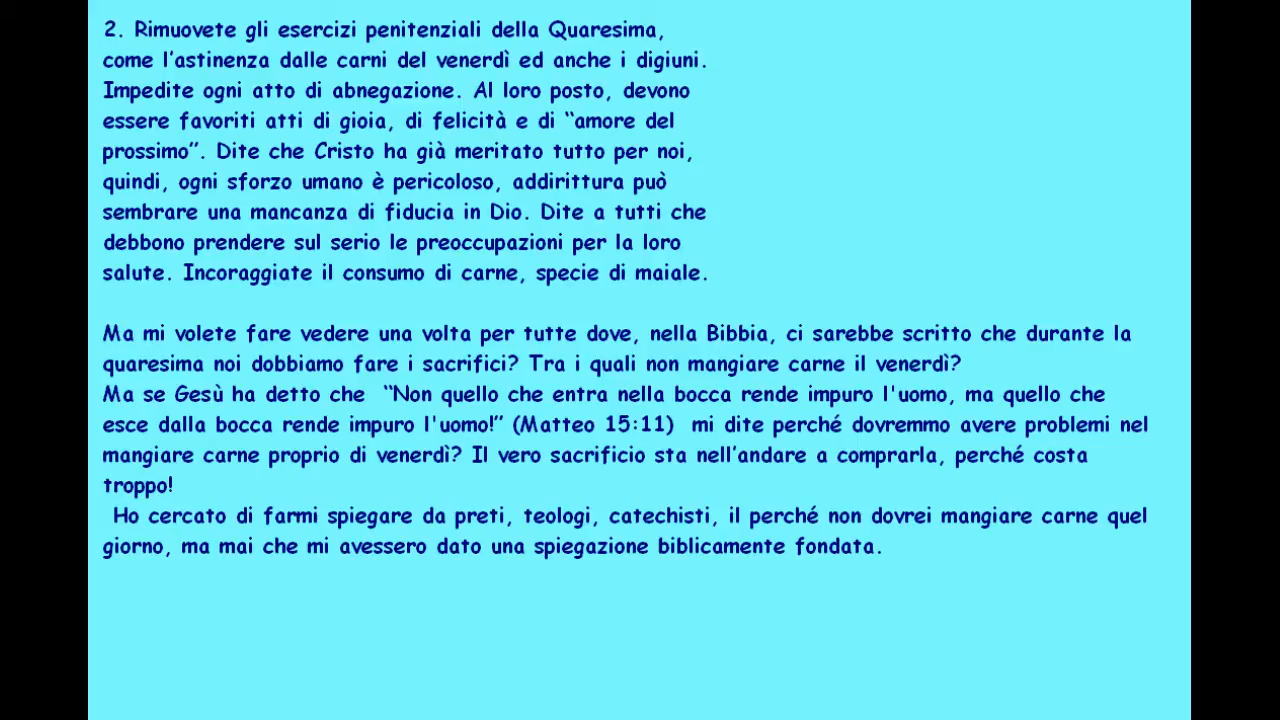 2. Rimuovete gli esercizi penitenziali della Quaresima,
come l’astinenza dalle carni del venerdì ed anche i digiuni.
Impedite ogni atto di abnegazione. Al loro posto, devono
essere favoriti atti di gioia, di felicità e di “amore del
prossimo”. Dite che Cristo ha già meritato tutto per noi,
quindi, ogni sforzo umano è pericoloso, addirittura può
sembrare una mancanza di fiducia in Dio. Dite a tutti che
debbono prendere sul serio le preoccupazioni per la loro
salute. Incoraggiate il consumo di carne, specie di maiale.
Ma mi volete fare vedere una volta per tutte dove, nella Bibbia, ci sarebbe scritto che durante la
quaresima noi dobbiamo fare i sacrifici? Tra i quali non mangiare carne il venerdì?
Ma se Gesù ha detto che “Non quello che entra nella bocca rende impuro l'uomo, ma quello che
esce dalla bocca rende impuro l'uomo!” (Matteo 15:11) mi dite perché dovremmo avere problemi nel
mangiare carne proprio di venerdì? Il vero sacrificio sta nell’andare a comprarla, perché costa
troppo!
Ho cercato di farmi spiegare da preti, teologi, catechisti, il perché non dovrei mangiare carne quel
giorno, ma mai che mi avessero dato una spiegazione biblicamente fondata.